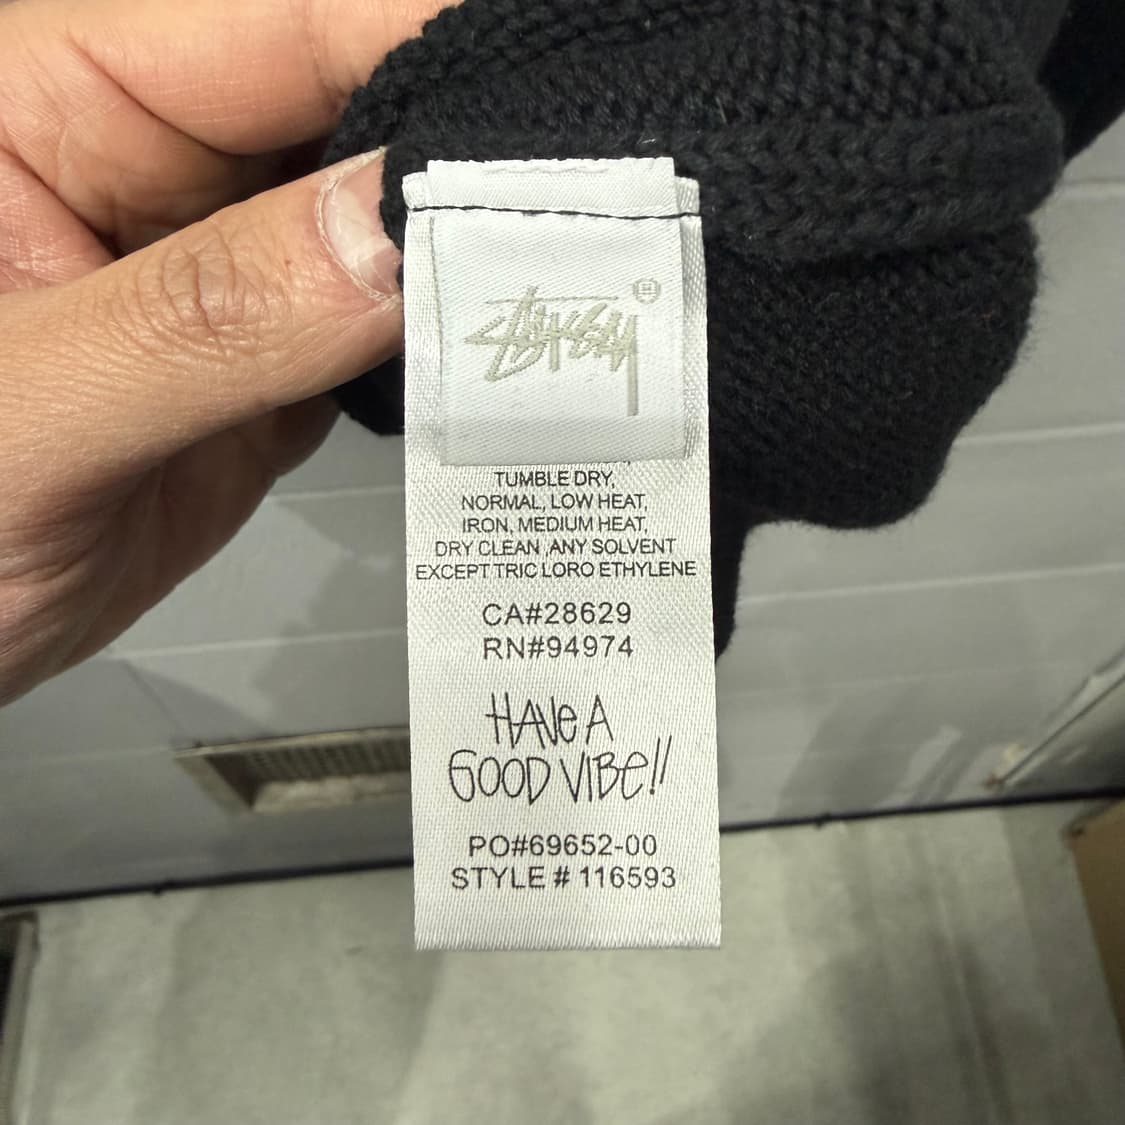 STÜSSY
TUMBLE DRY,
NORMAL, LOW HEAT,
IRON, MEDIUM HEAT,
DRY CLEAN ,ANY SOLVENT
EXCEPT TRIC LORO ETHYLENE
CA#28629
RN#94974
HAVE A
GOOD VIBE!!
PO#69652-00
STYLE # 116593